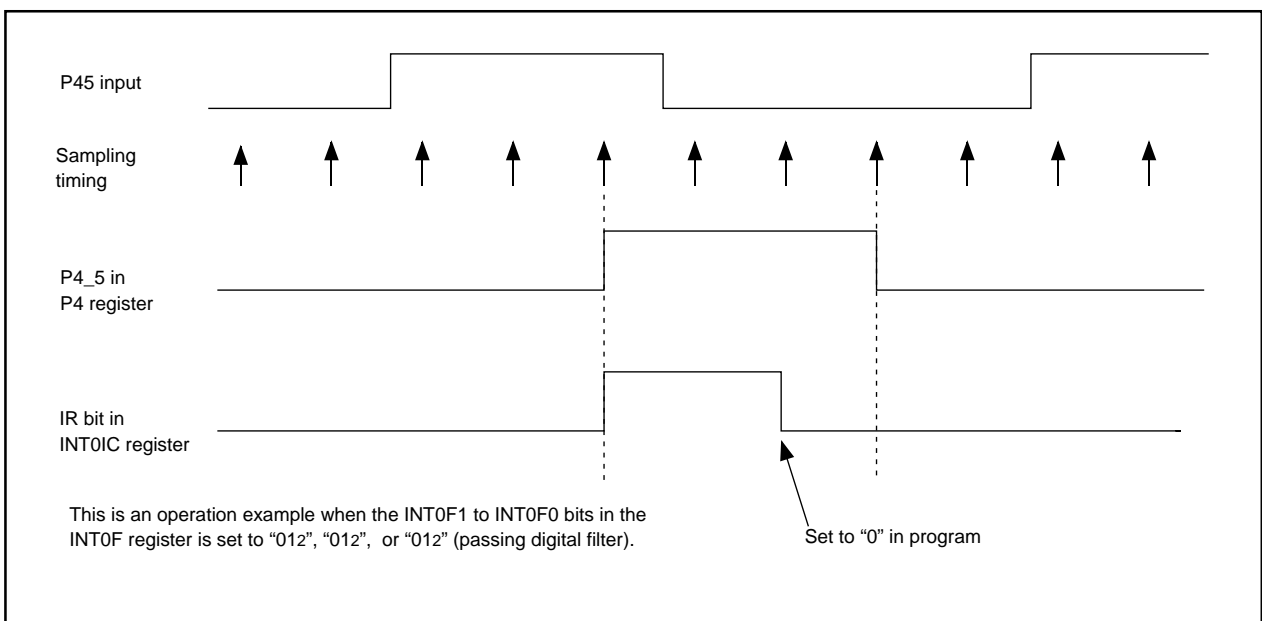 P45 input
Sampling
timing
P4_5 in
P4 register
IR bit in
INT0IC register
This is an operation example when the INT0F1 to INT0F0 bits in the
INT0F register is set to “012”, “012”,  or “012” (passing digital filter).
Set to “0” in program